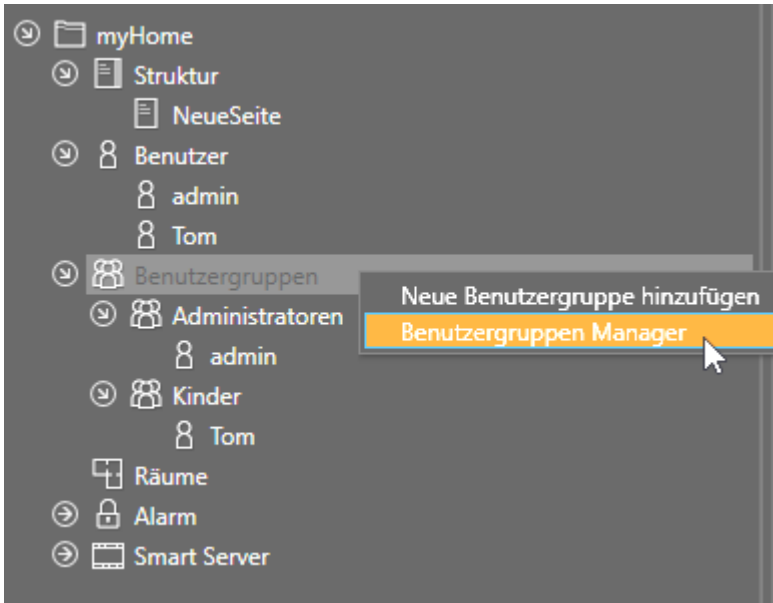 myHome
Struktur
NeueSeite
Benutzer
admin
Tom
Benutzergruppen
Neue Benutzergruppe hinzufügen
Administratoren
Benutzergruppen Manager
admin
Kinder
Tom
Räume
Alarm
Smart Server